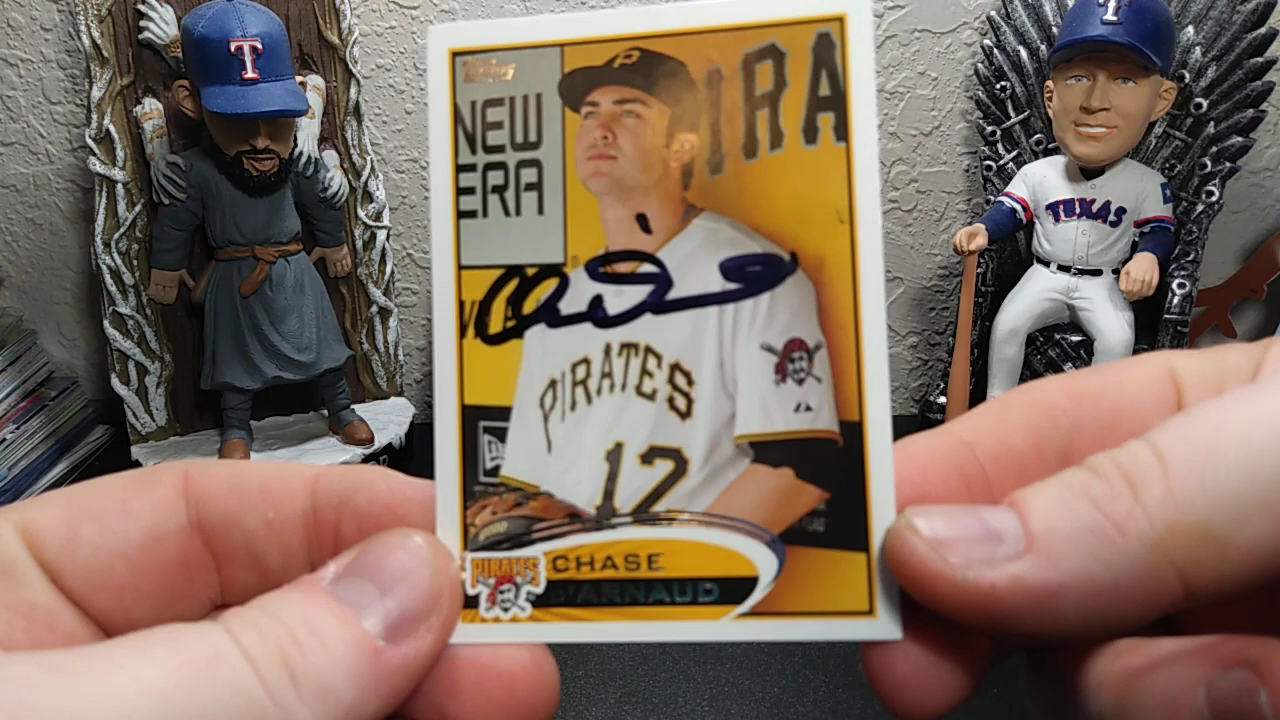 T
T
Topps
P
NEW
ERA
IRA
TEXAS
PIRATES
12
PIRATES
CHASE
D'ARNAUD